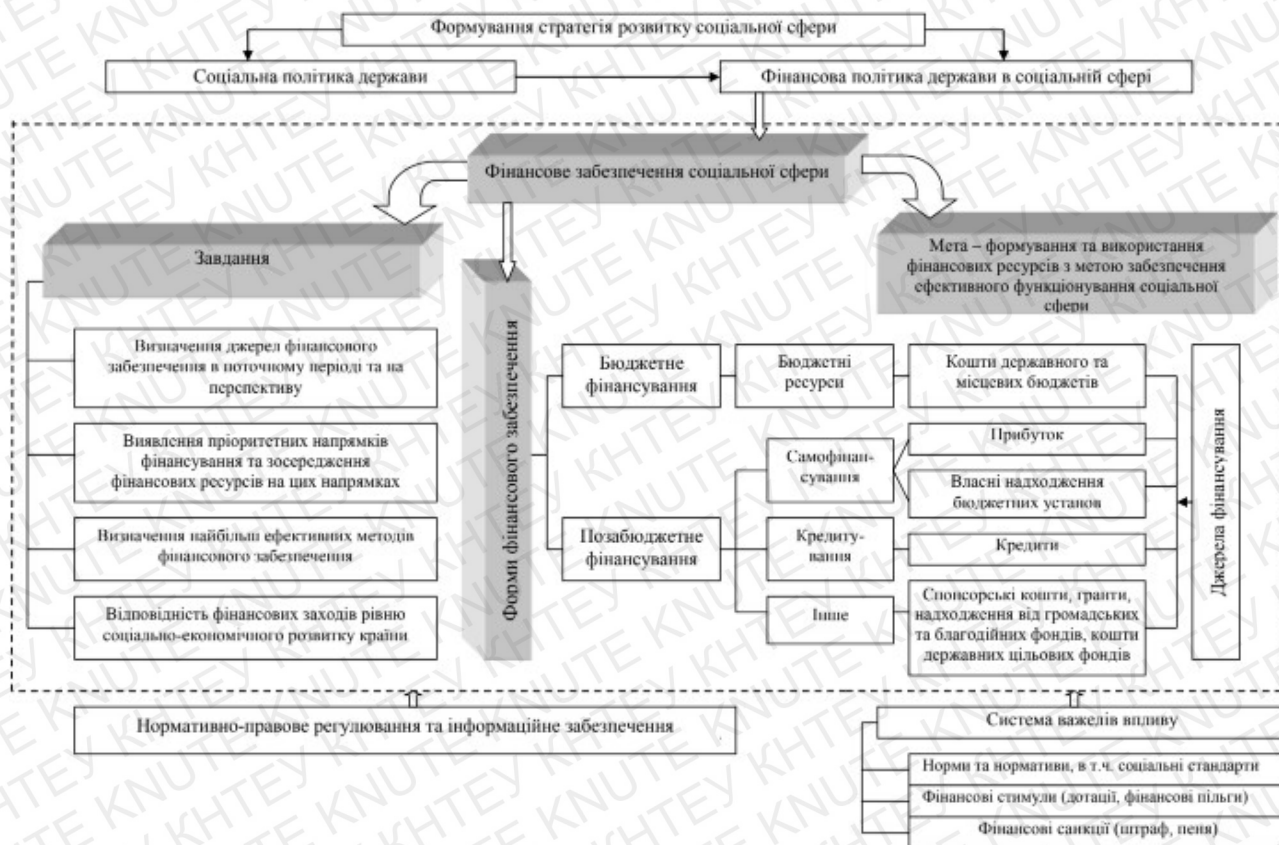 Формування стратегія розвитку соціальної сфери
Соціальна політика держави
Фінансова політика держави в соціальній сфері
Фінансове забезпечення соціальної сфери
Завдання
Мета – формування та використання
фінансових ресурсів з метою забезпечення
ефективного функціонування соціальної
сфери
Визначення джерел фінансового
забезпечення в поточному періоді та на
перспективу
Виявлення пріоритетних напрямків
фінансування та зосередження
фінансових ресурсів на цих напрямках
Визначення найбільш ефективних методів
фінансового забезпечення
Відповідність фінансових заходів рівню
соціально-економічного розвитку країни
Форми фінансового забезпечення
Бюджетне
фінансування
Бюджетні
ресурси
Кошти державного та
місцевих бюджетів
Позабюджетне
фінансування
Самофінан-
сування
Прибуток
Власні надходження
бюджетних установ
Кредиту-
вання
Кредити
Інше
Спонсорські кошти, гранти,
надходження від громадських
та благодійних фондів, кошти
державних цільових фондів
Джерела фінансування
Нормативно-правове регулювання та інформаційне забезпечення
Система важелів впливу
Норми та нормативи, в т.ч. соціальні стандарти
Фінансові стимули (дотації, фінансові пільги)
Фінансові санкції (штраф, пеня)
KNUTE КНТЕУ